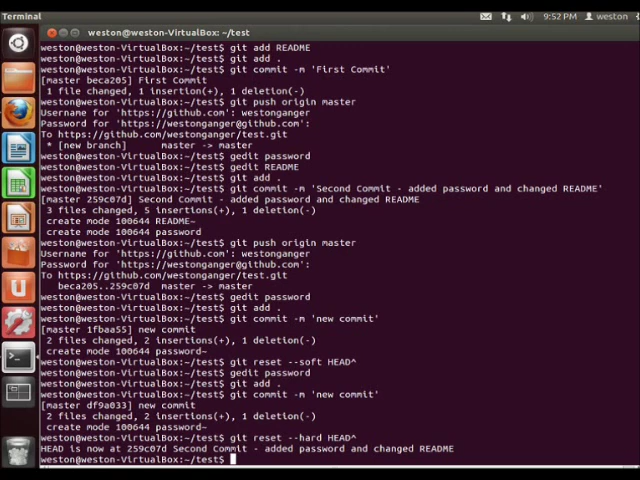 Terminal
9:52 PM
weston
weston@weston-VirtualBox: ~/test
weston@weston-VirtualBox:~/test$ git add README
weston@weston-VirtualBox:~/test$ git add .
weston@weston-VirtualBox:~/test$ git commit -m 'First Commit'
[master beca205] First Commit
 1 file changed, 1 insertion(+), 1 deletion(-)
weston@weston-VirtualBox:~/test$ git push origin master
Username for 'https://github.com': westonganger
Password for 'https://westonganger@github.com':
To https://github.com/westonganger/test.git
 * [new branch]      master -> master
weston@weston-VirtualBox:~/test$ gedit password
weston@weston-VirtualBox:~/test$ gedit README
weston@weston-VirtualBox:~/test$ git add .
weston@weston-VirtualBox:~/test$ git commit -m 'Second Commit - added password and changed README'
[master 259c07d] Second Commit - added password and changed README
 3 files changed, 5 insertions(+), 1 deletion(-)
 create mode 100644 README~
 create mode 100644 password
weston@weston-VirtualBox:~/test$ git push origin master
Username for 'https://github.com': westonganger
Password for 'https://westonganger@github.com':
To https://github.com/westonganger/test.git
   beca205..259c07d  master -> master
weston@weston-VirtualBox:~/test$ gedit password
weston@weston-VirtualBox:~/test$ git add .
weston@weston-VirtualBox:~/test$ git commit -m 'new commit'
[master 1fbaa55] new commit
 2 files changed, 2 insertions(+), 1 deletion(-)
 create mode 100644 password~
weston@weston-VirtualBox:~/test$ git reset --soft HEAD^
weston@weston-VirtualBox:~/test$ gedit password
weston@weston-VirtualBox:~/test$ git add .
weston@weston-VirtualBox:~/test$ git commit -m 'new commit'
[master df9a033] new commit
 2 files changed, 2 insertions(+), 1 deletion(-)
 create mode 100644 password~
weston@weston-VirtualBox:~/test$ git reset --hard HEAD^
HEAD is now at 259c07d Second Commit - added password and changed README
weston@weston-VirtualBox:~/test$